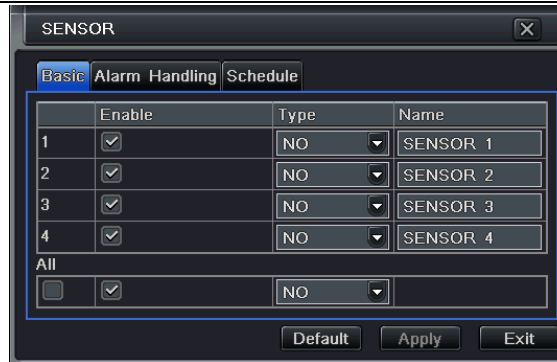 SENSOR
Basic Alarm Handling Schedule
Enable Type Name
1 NO SENSOR 1
2 NO SENSOR 2
3 NO SENSOR 3
4 NO SENSOR 4
All
NO
Default Apply Exit